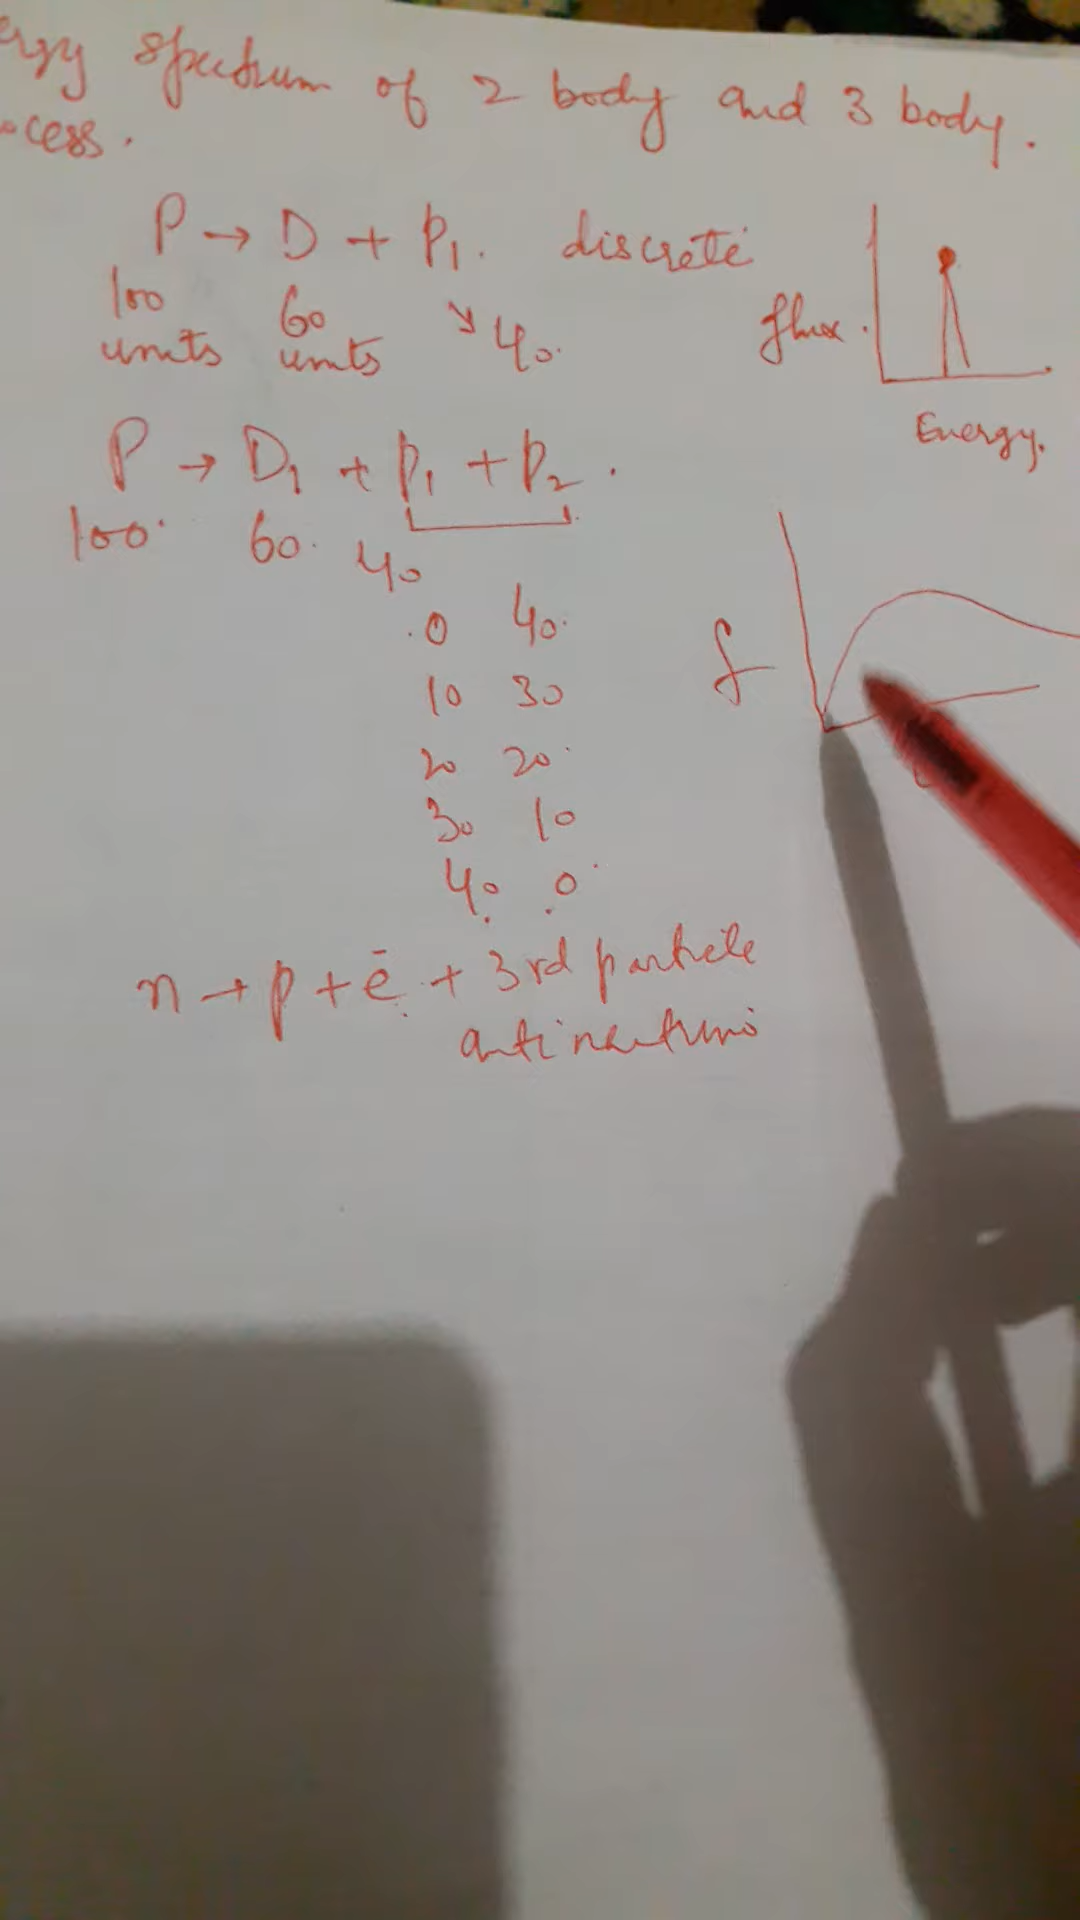 ergy spectrum of 2 body and 3 body.
ocess.
P → D + P1. discrete
100 60 ↘ 40.
units units
flux.
Energy.
P → D1 + P1 + P2.
100. 60. 40
0 40.
10 30
20 20.
30 10
40 0
f
n → p + ē + 3rd particle
antineutrino